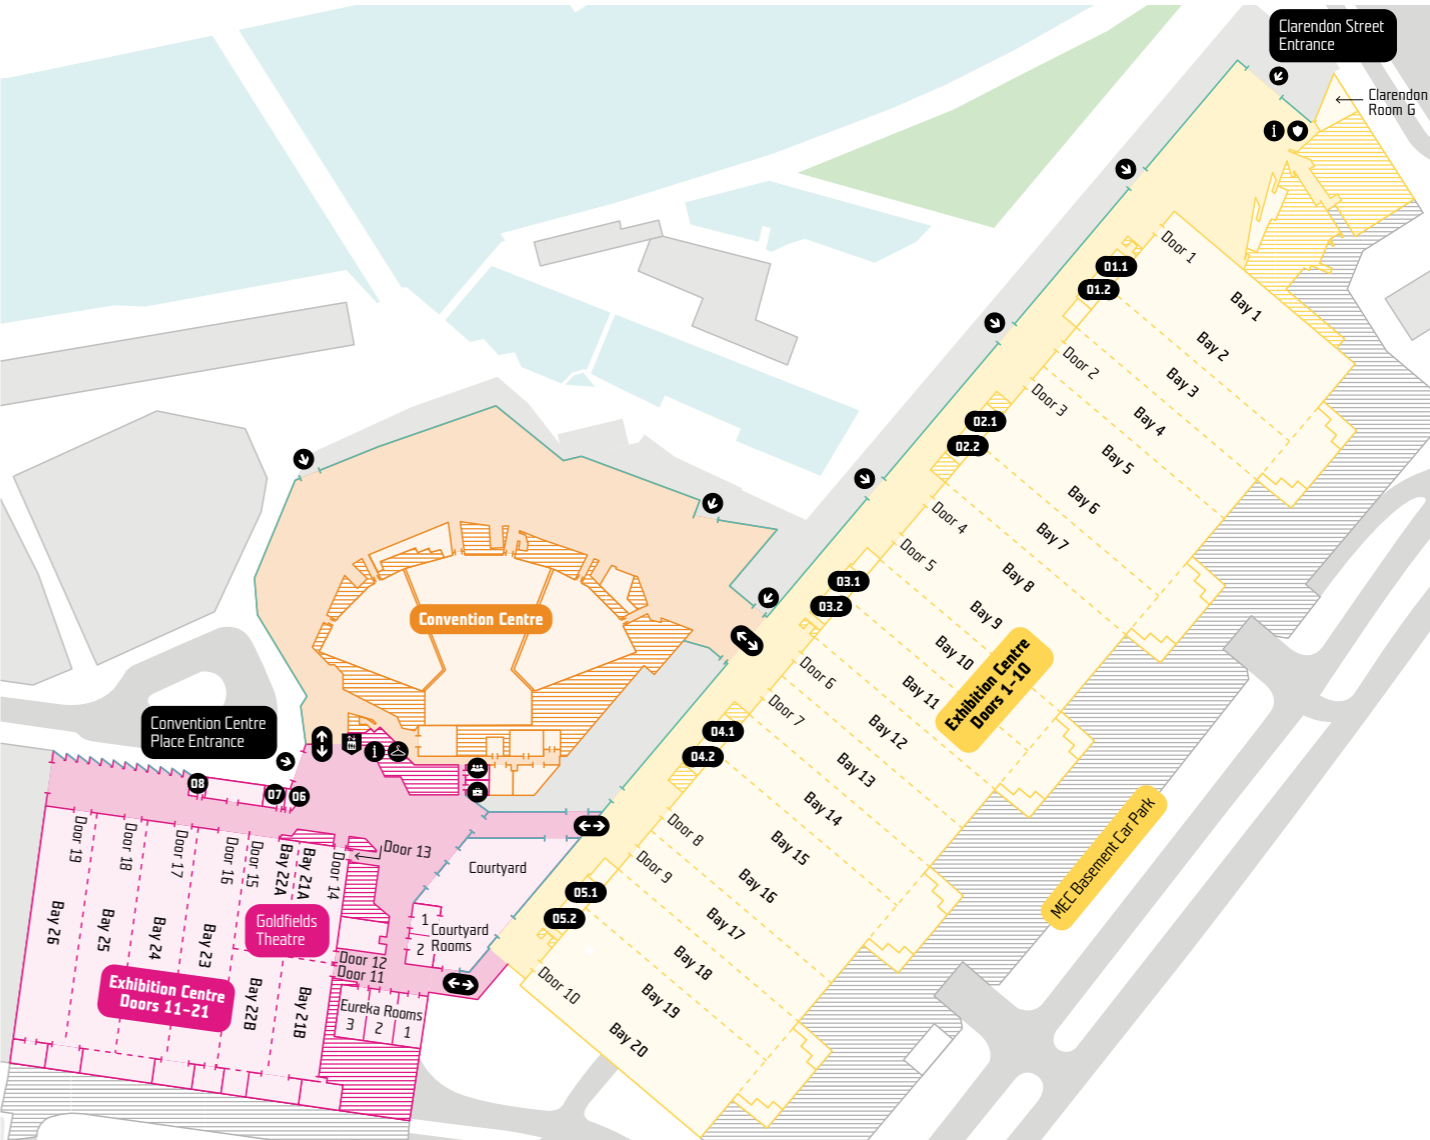 Clarendon Street
Entrance
Clarendon
Room G
i
Door 1
01.1
01.2
Bay 1
Bay 2
Door 2
Bay 3
Door 3
Bay 4
02.1
02.2
Bay 5
Bay 6
Door 4
Bay 7
Door 5
Bay 8
03.1
03.2
Bay 9
Bay 10
Exhibition Centre
Doors 1-10
Door 6
Bay 11
Door 7
Bay 12
04.1
04.2
Bay 13
Bay 14
Door 8
Bay 15
Door 9
Bay 16
05.1
05.2
Bay 17
Bay 18
Door 10
Bay 19
Bay 20
MEC Basement Car Park
Convention Centre
Convention Centre
Place Entrance
i
08
07
06
Door 19
Door 18
Door 17
Door 16
Door 15
Bay 22A
Bay 21A
Door 14
Door 13
Courtyard
Goldfields
Theatre
1
2
Courtyard
Rooms
Bay 26
Bay 25
Bay 24
Bay 23
Door 12
Door 11
Exhibition Centre
Doors 11-21
Bay 22B
Bay 21B
Eureka Rooms
3
2
1